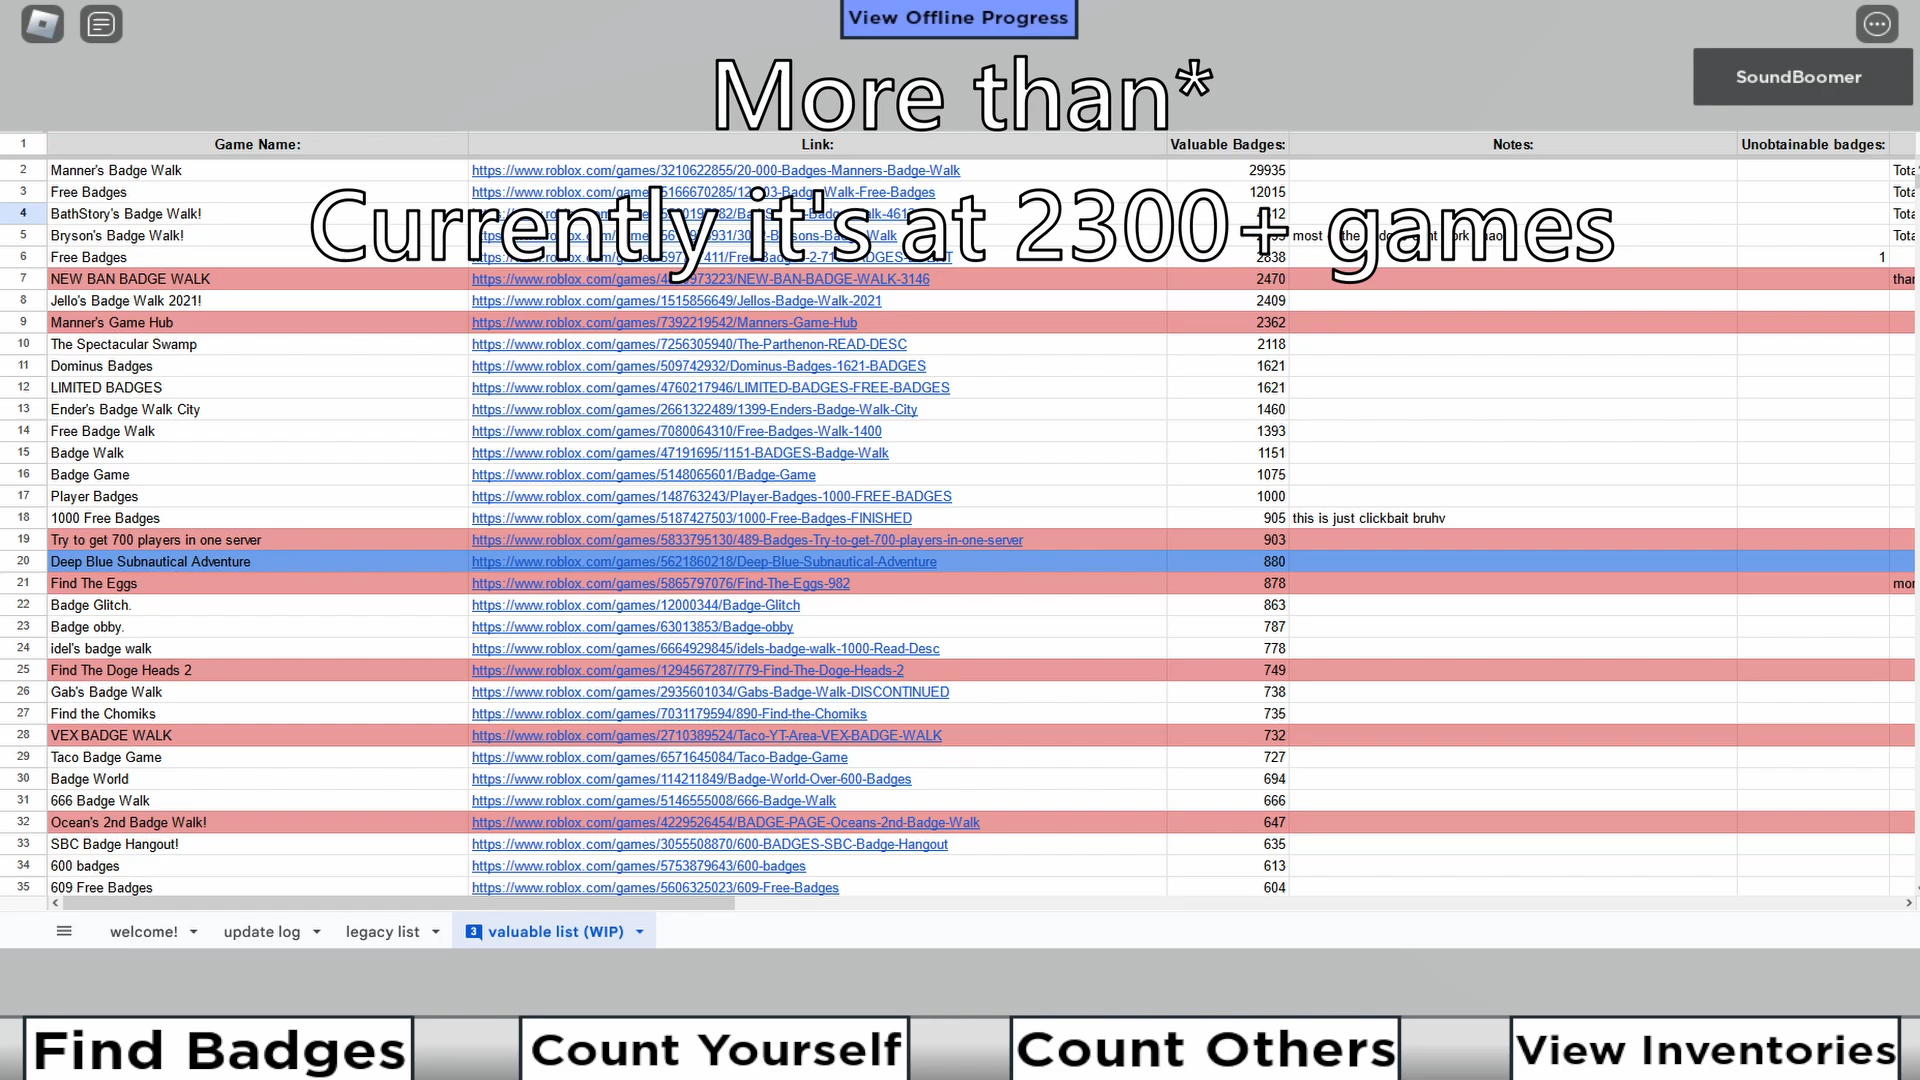 View Offline Progress
SoundBoomer
More than*
1 Game Name: Link: Valuable Badges: Notes: Unobtainable badges:
Currently it's at 2300+ games
2 Manner's Badge Walk https://www.roblox.com/games/3210622855/20-000-Badges-Manners-Badge-Walk 29935 Tota
3 Free Badges 12015 Tota
4 BathStory's Badge Walk! Tota
5 Bryson's Badge Walk! Tota
6 Free Badges 2838 1
7 NEW BAN BADGE WALK 2470 than
8 Jello's Badge Walk 2021! https://www.roblox.com/games/1515856649/Jellos-Badge-Walk-2021 2409
9 Manner's Game Hub https://www.roblox.com/games/7392219542/Manners-Game-Hub 2362
10 The Spectacular Swamp https://www.roblox.com/games/7256305940/The-Parthenon-READ-DESC 2118
11 Dominus Badges https://www.roblox.com/games/509742932/Dominus-Badges-1621-BADGES 1621
12 LIMITED BADGES https://www.roblox.com/games/4760217946/LIMITED-BADGES-FREE-BADGES 1621
13 Ender's Badge Walk City https://www.roblox.com/games/2661322489/1399-Enders-Badge-Walk-City 1460
14 Free Badge Walk https://www.roblox.com/games/7080064310/Free-Badges-Walk-1400 1393
15 Badge Walk https://www.roblox.com/games/47191695/1151-BADGES-Badge-Walk 1151
16 Badge Game https://www.roblox.com/games/5148065601/Badge-Game 1075
17 Player Badges https://www.roblox.com/games/148763243/Player-Badges-1000-FREE-BADGES 1000
18 1000 Free Badges https://www.roblox.com/games/5187427503/1000-Free-Badges-FINISHED 905 this is just clickbait bruhv
19 Try to get 700 players in one server https://www.roblox.com/games/5833795130/489-Badges-Try-to-get-700-players-in-one-server 903
20 Deep Blue Subnautical Adventure https://www.roblox.com/games/5621860218/Deep-Blue-Subnautical-Adventure 880
21 Find The Eggs https://www.roblox.com/games/5865797076/Find-The-Eggs-982 878 mor
22 Badge Glitch. https://www.roblox.com/games/12000344/Badge-Glitch 863
23 Badge obby. https://www.roblox.com/games/63013853/Badge-obby 787
24 idel's badge walk https://www.roblox.com/games/6664929845/idels-badge-walk-1000-Read-Desc 778
25 Find The Doge Heads 2 https://www.roblox.com/games/1294567287/779-Find-The-Doge-Heads-2 749
26 Gab's Badge Walk https://www.roblox.com/games/2935601034/Gabs-Badge-Walk-DISCONTINUED 738
27 Find the Chomiks https://www.roblox.com/games/7031179594/890-Find-the-Chomiks 735
28 VEX BADGE WALK https://www.roblox.com/games/2710389524/Taco-YT-Area-VEX-BADGE-WALK 732
29 Taco Badge Game https://www.roblox.com/games/6571645084/Taco-Badge-Game 727
30 Badge World https://www.roblox.com/games/114211849/Badge-World-Over-600-Badges 694
31 666 Badge Walk https://www.roblox.com/games/5146555008/666-Badge-Walk 666
32 Ocean's 2nd Badge Walk! https://www.roblox.com/games/4229526454/BADGE-PAGE-Oceans-2nd-Badge-Walk 647
33 SBC Badge Hangout! https://www.roblox.com/games/3055508870/600-BADGES-SBC-Badge-Hangout 635
34 600 badges https://www.roblox.com/games/5753879643/600-badges 613
35 609 Free Badges https://www.roblox.com/games/5606325023/609-Free-Badges 604
welcome! update log legacy list 3 valuable list (WIP)
Find Badges Count Yourself Count Others View Inventories